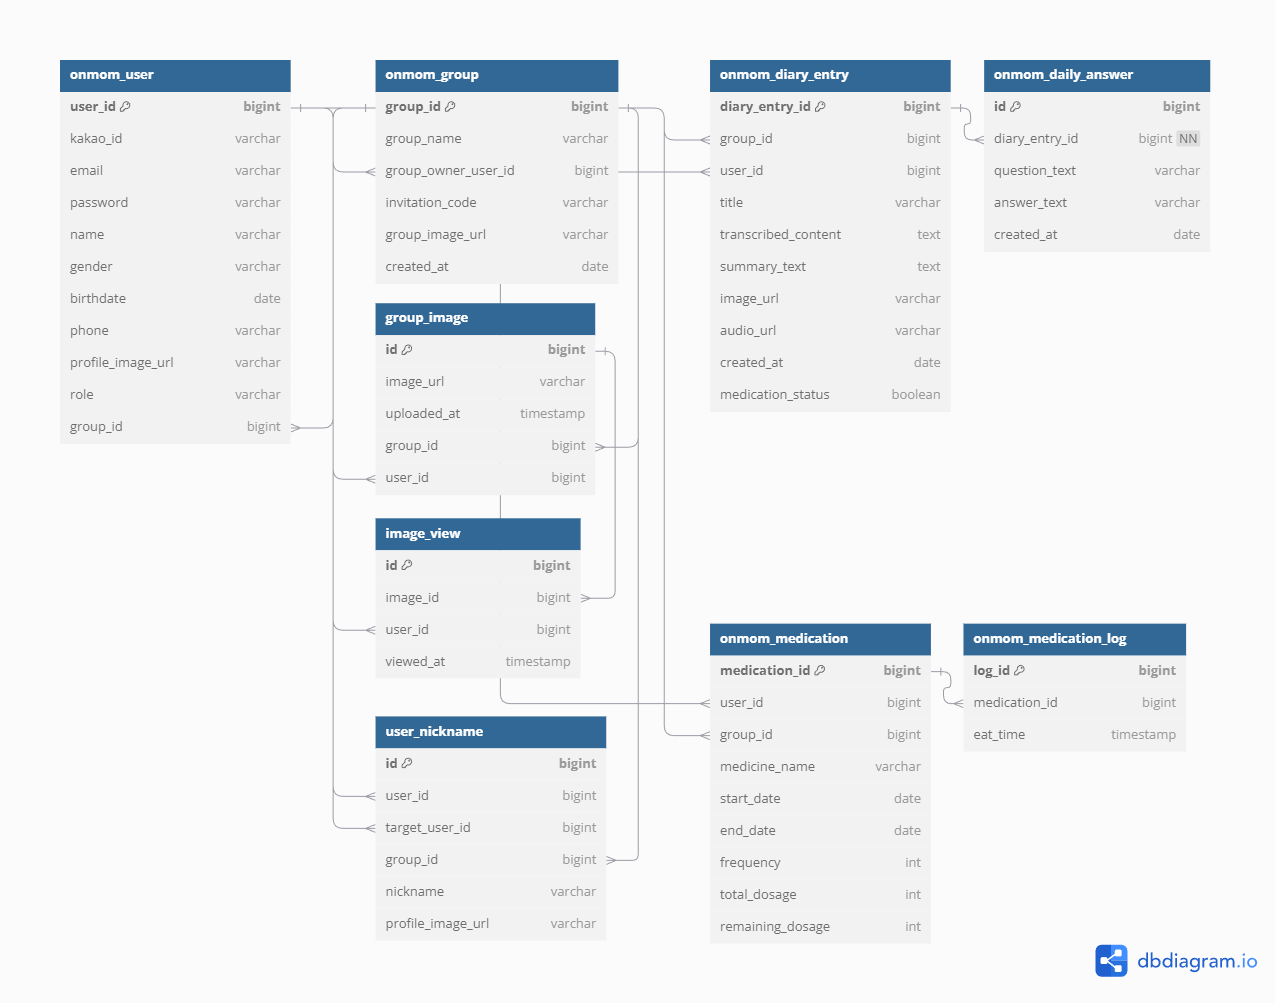 onmom_user
user_id bigint
kakao_id varchar
email varchar
password varchar
name varchar
gender varchar
birthdate date
phone varchar
profile_image_url varchar
role varchar
group_id bigint
onmom_group
group_id bigint
group_name varchar
group_owner_user_id bigint
invitation_code varchar
group_image_url varchar
created_at date
group_image
id bigint
image_url varchar
uploaded_at timestamp
group_id bigint
user_id bigint
image_view
id bigint
image_id bigint
user_id bigint
viewed_at timestamp
user_nickname
id bigint
user_id bigint
target_user_id bigint
group_id bigint
nickname varchar
profile_image_url varchar
onmom_diary_entry
diary_entry_id bigint
group_id bigint
user_id bigint
title varchar
transcribed_content text
summary_text text
image_url varchar
audio_url varchar
created_at date
medication_status boolean
onmom_daily_answer
id bigint
diary_entry_id bigint NN
question_text varchar
answer_text varchar
created_at date
onmom_medication
medication_id bigint
user_id bigint
group_id bigint
medicine_name varchar
start_date date
end_date date
frequency int
total_dosage int
remaining_dosage int
onmom_medication_log
log_id bigint
medication_id bigint
eat_time timestamp
dbdiagram.io